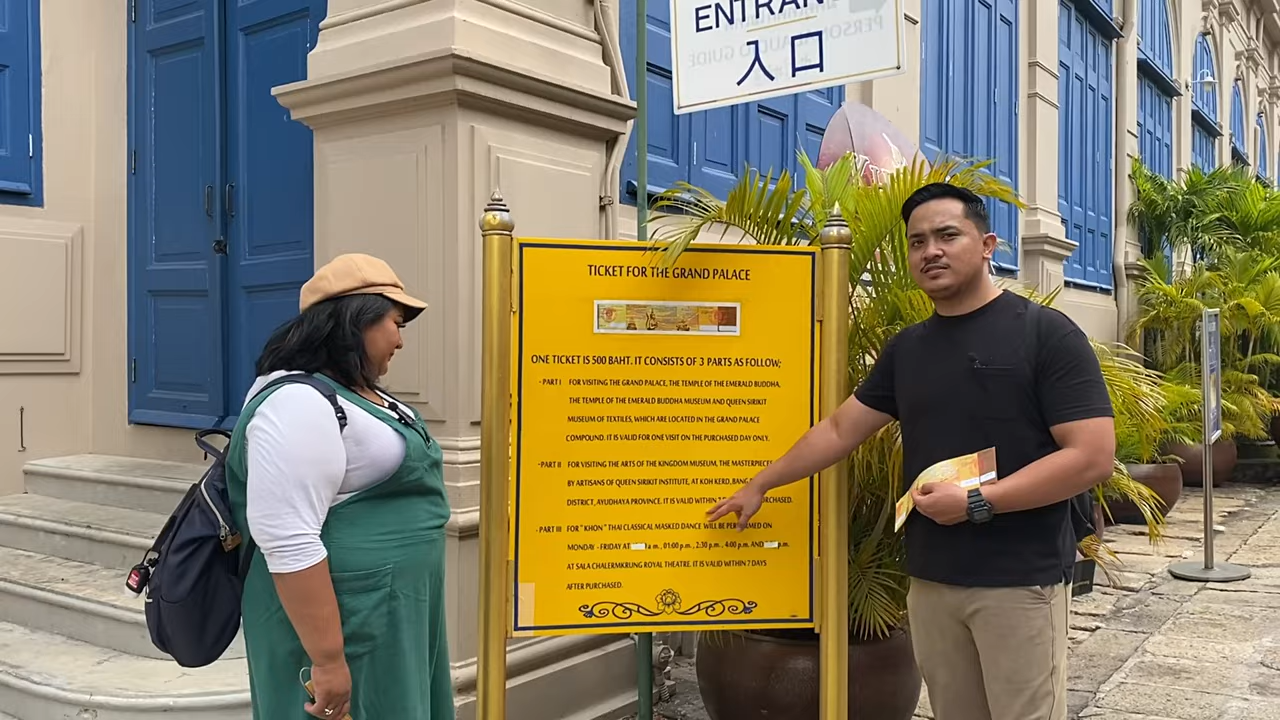 ENTRAN
入口
TICKET FOR THE GRAND PALACE
ONE TICKET IS 500 BAHT. IT CONSISTS OF 3 PARTS AS FOLLOW;
- PART I FOR VISITING THE GRAND PALACE, THE TEMPLE OF THE EMERALD BUDDHA,
THE TEMPLE OF THE EMERALD BUDDHA MUSEUM AND QUEEN SIRIKIT
MUSEUM OF TEXTILES, WHICH ARE LOCATED IN THE GRAND PALACE
COMPOUND. IT IS VALID FOR ONE VISIT ON THE PURCHASED DAY ONLY.
- PART II FOR VISITING THE ARTS OF THE KINGDOM MUSEUM, THE MASTERPIECE
BY ARTISANS OF QUEEN SIRIKIT INSTITUTE, AT KOH KERD, BANG
DISTRICT, AYUDHAYA PROVINCE. IT IS VALID WITHIN 7 PURCHASED.
- PART III FOR "KHON" THAI CLASSICAL MASKED DANCE WILL BE PERFORMED ON
MONDAY - FRIDAY AT a.m., 01:00 p.m., 2:30 p.m., 4:00 p.m. AND p.m.
AT SALA CHALERMKRUNG ROYAL THEATRE. IT IS VALID WITHIN 7 DAYS
AFTER PURCHASED.